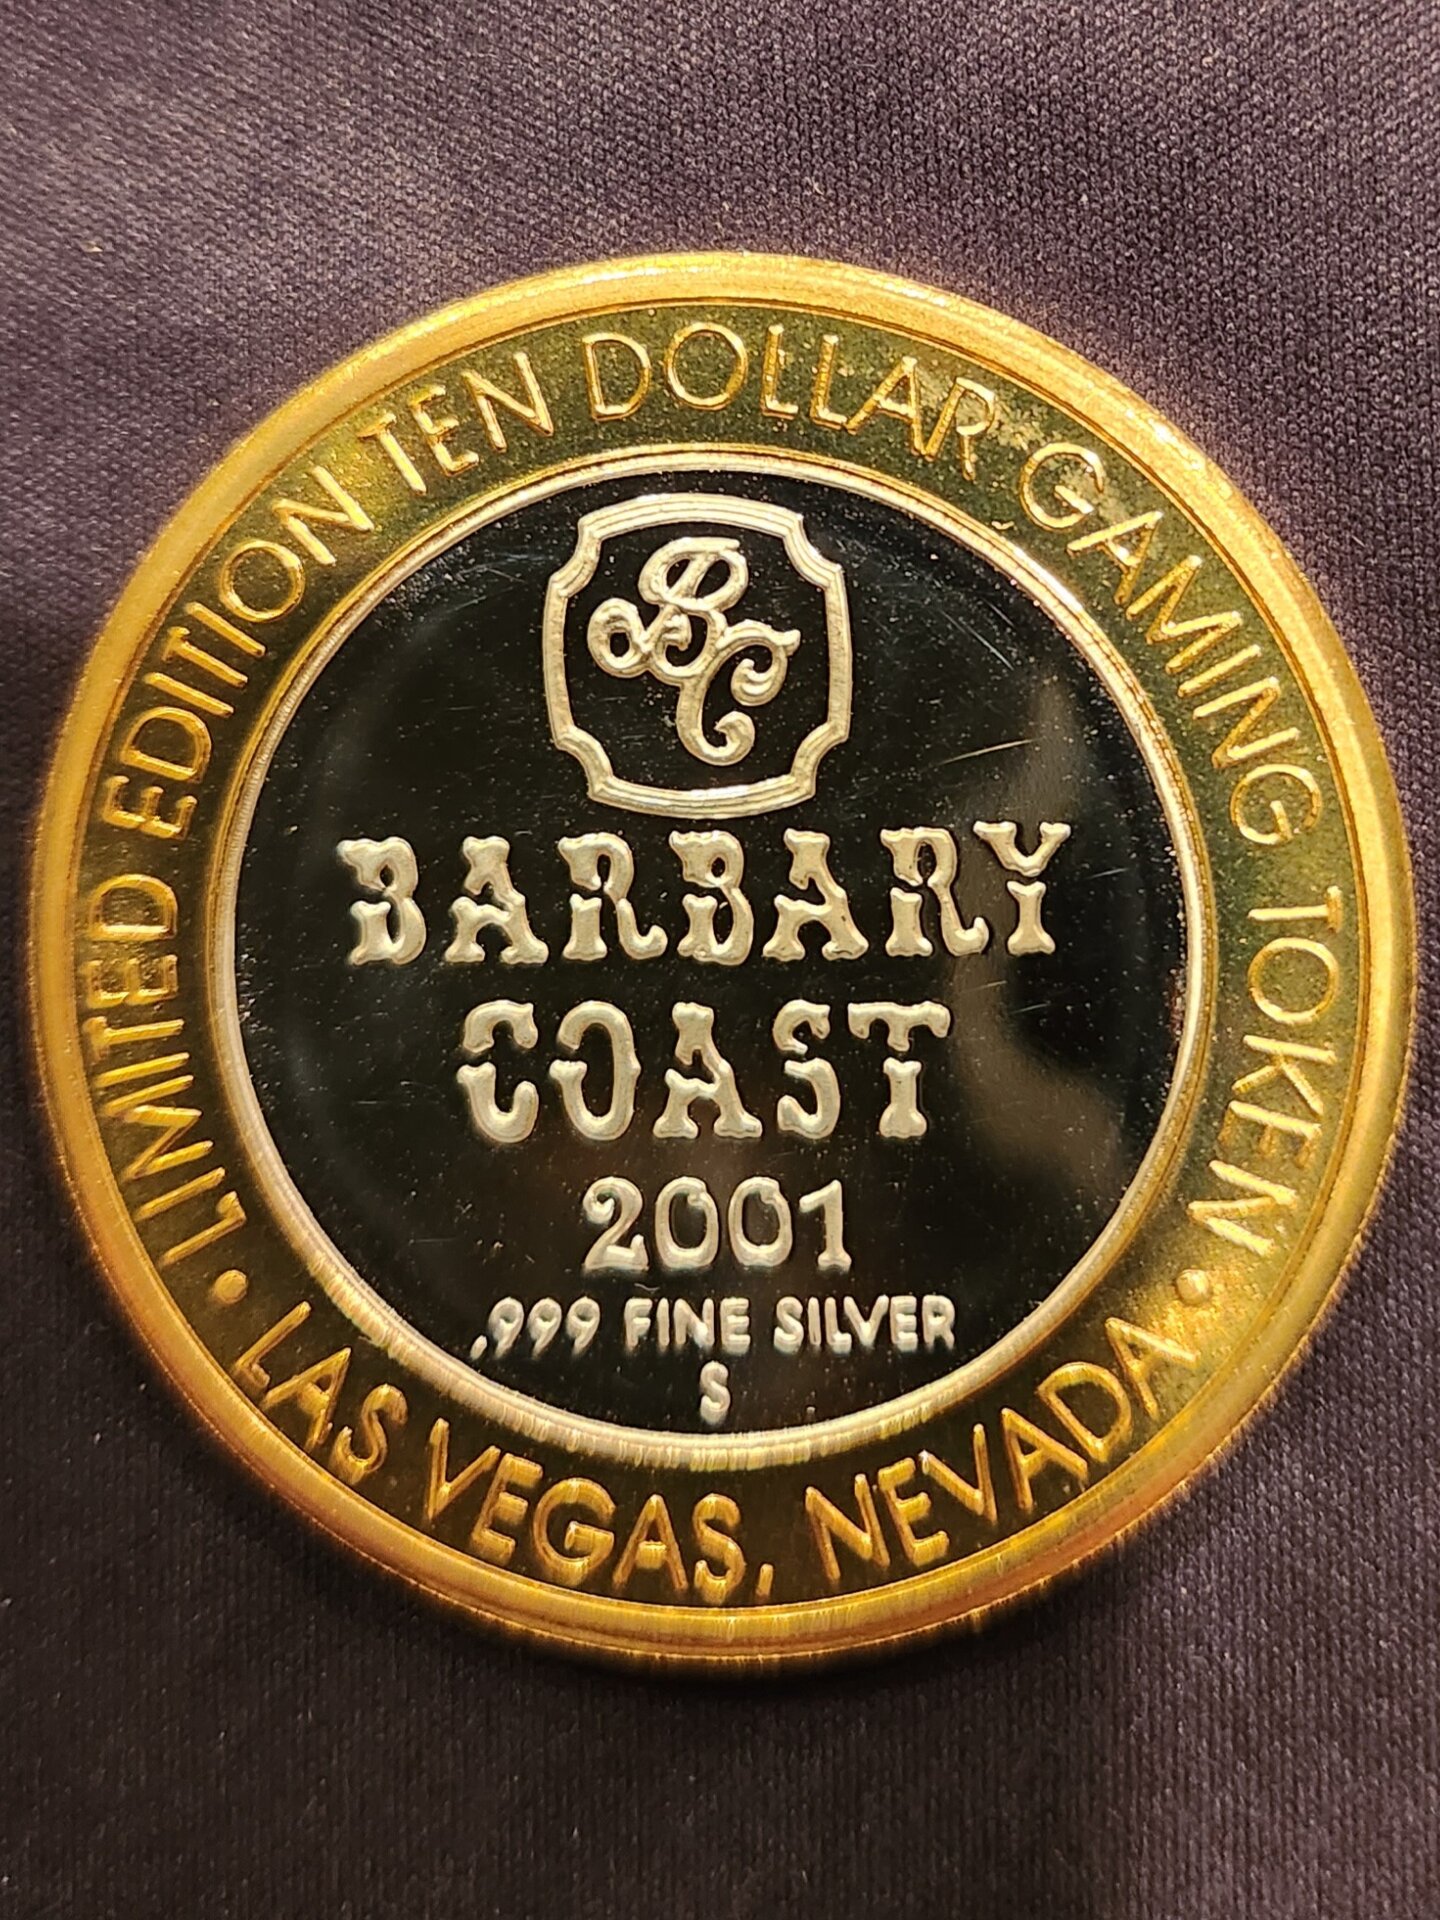 LIMITED EDITION TEN DOLLAR GAMING TOKEN
BC
BARBARY
COAST
2001
.999 FINE SILVER
S
• LAS VEGAS, NEVADA •